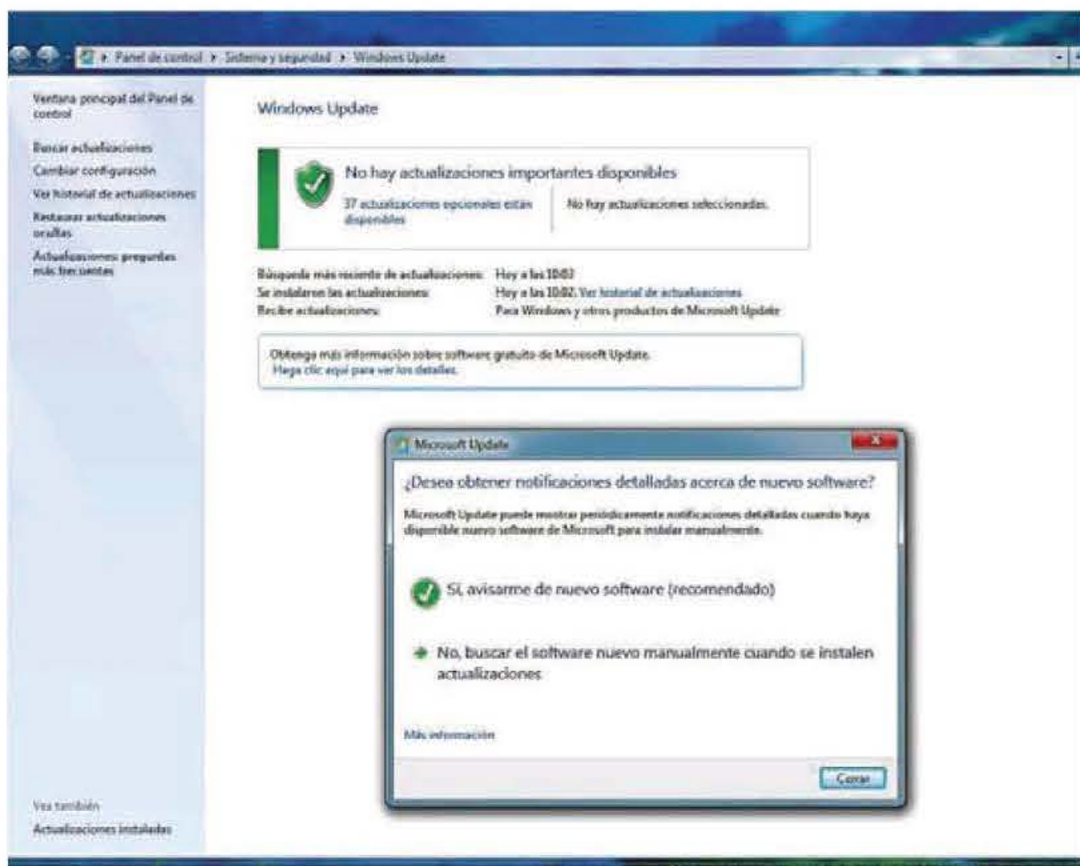 Panel de control ▸ Sistema y seguridad ▸ Windows Update
Ventana principal del Panel de
control
Buscar actualizaciones
Cambiar configuración
Ver historial de actualizaciones
Restaurar actualizaciones
ocultas
Actualizaciones: preguntas
más frecuentes
Windows Update
No hay actualizaciones importantes disponibles
37 actualizaciones opcionales están
disponibles
No hay actualizaciones seleccionadas.
Búsqueda más reciente de actualizaciones: Hoy a las 10:03
Se instalaron las actualizaciones: Hoy a las 10:02. Ver historial de actualizaciones
Recibe actualizaciones: Para Windows y otros productos de Microsoft Update
Obtenga más información sobre software gratuito de Microsoft Update.
Haga clic aquí para ver los detalles.
Microsoft Update
¿Desea obtener notificaciones detalladas acerca de nuevo software?
Microsoft Update puede mostrar periódicamente notificaciones detalladas cuando haya
disponible nuevo software de Microsoft para instalar manualmente.
Sí, avisarme de nuevo software (recomendado)
No, buscar el software nuevo manualmente cuando se instalen
actualizaciones
Más información
Cerrar
Vea también
Actualizaciones instaladas